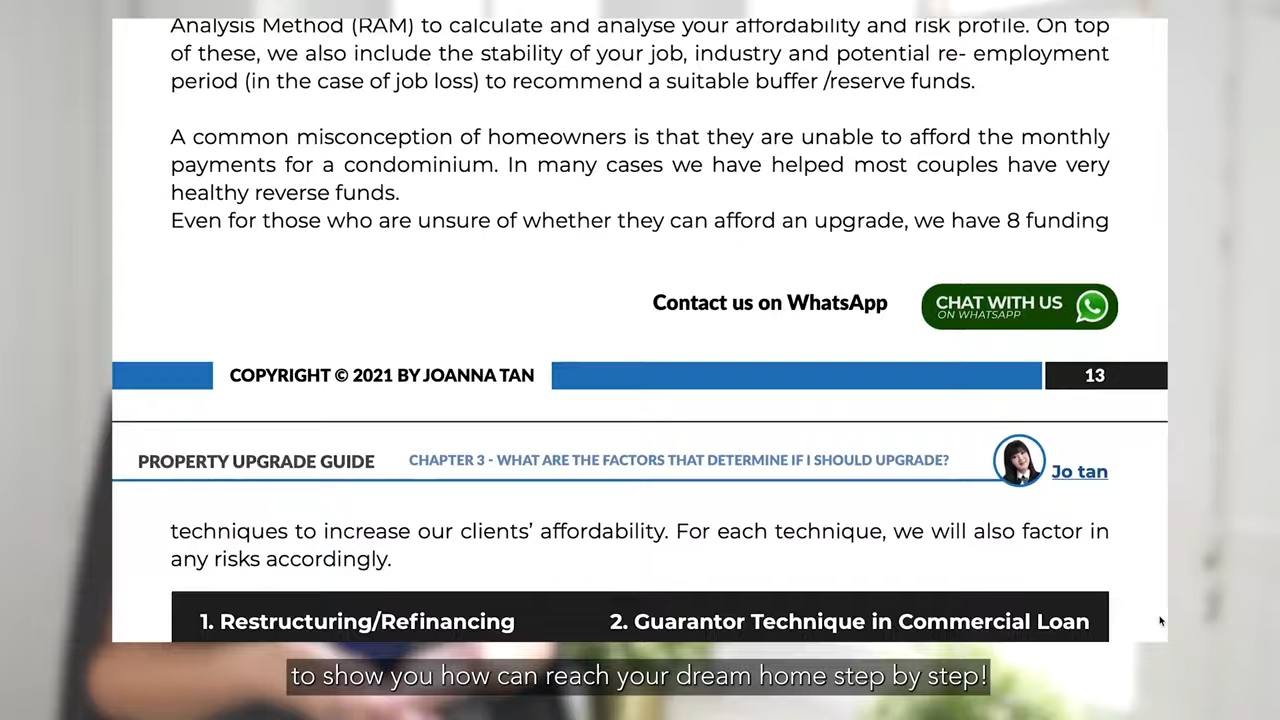 Analysis Method (RAM) to calculate and analyse your affordability and risk profile. On top
of these, we also include the stability of your job, industry and potential re- employment
period (in the case of job loss) to recommend a suitable buffer /reserve funds.
A common misconception of homeowners is that they are unable to afford the monthly
payments for a condominium. In many cases we have helped most couples have very
healthy reverse funds.
Even for those who are unsure of whether they can afford an upgrade, we have 8 funding
Contact us on WhatsApp
CHAT WITH US
ON WHATSAPP
COPYRIGHT © 2021 BY JOANNA TAN
13
PROPERTY UPGRADE GUIDE
CHAPTER 3 - WHAT ARE THE FACTORS THAT DETERMINE IF I SHOULD UPGRADE?
Jo tan
techniques to increase our clients’ affordability. For each technique, we will also factor in
any risks accordingly.
1. Restructuring/Refinancing
2. Guarantor Technique in Commercial Loan
to show you how can reach your dream home step by step!